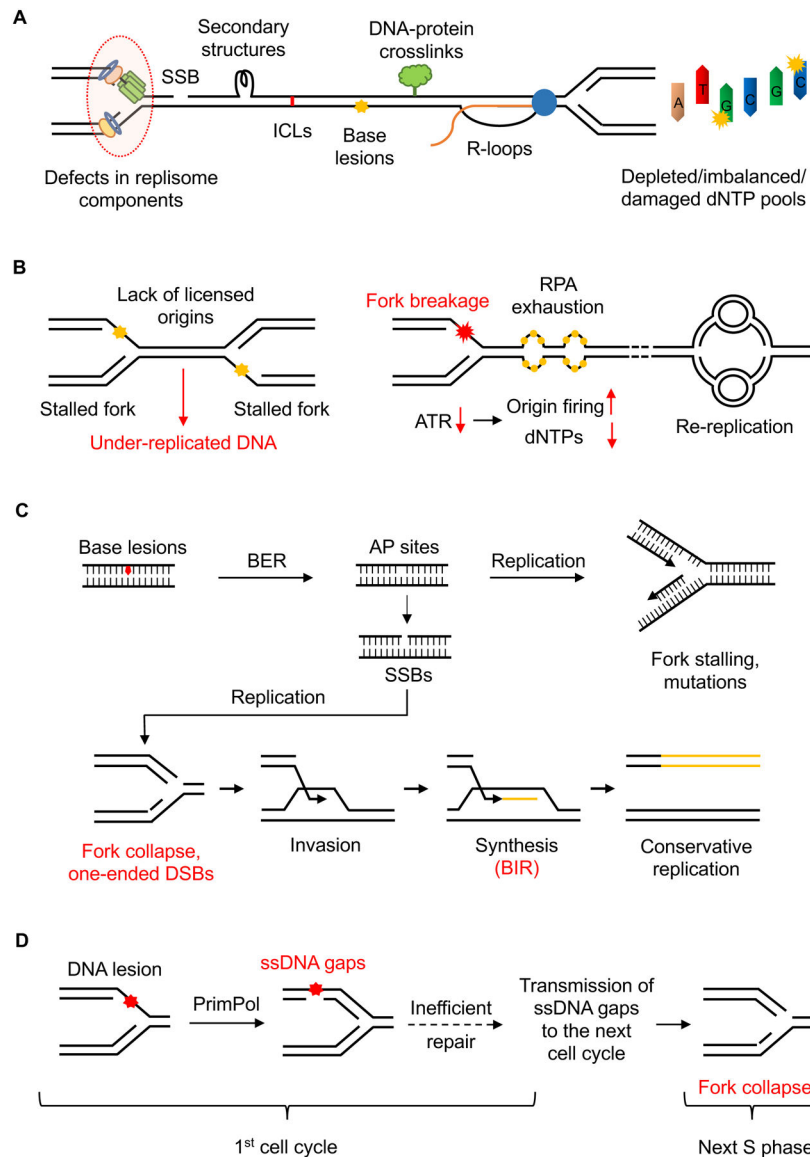 A
Secondary
structures
DNA-protein
crosslinks
SSB
ICLs
Base
lesions
R-loops
A
T
G
C
G
C
Defects in replisome
components
Depleted/imbalanced/
damaged dNTP pools
B
Lack of licensed
origins
Stalled fork
Stalled fork
Under-replicated DNA
Fork breakage
RPA
exhaustion
ATR
Origin firing
dNTPs
Re-replication
C
Base lesions
BER
AP sites
Replication
SSBs
Fork stalling,
mutations
Replication
Fork collapse,
one-ended DSBs
Invasion
Synthesis
(BIR)
Conservative
replication
D
DNA lesion
PrimPol
ssDNA gaps
Inefficient
repair
Transmission of
ssDNA gaps
to the next
cell cycle
Fork collapse
1st cell cycle
Next S phase